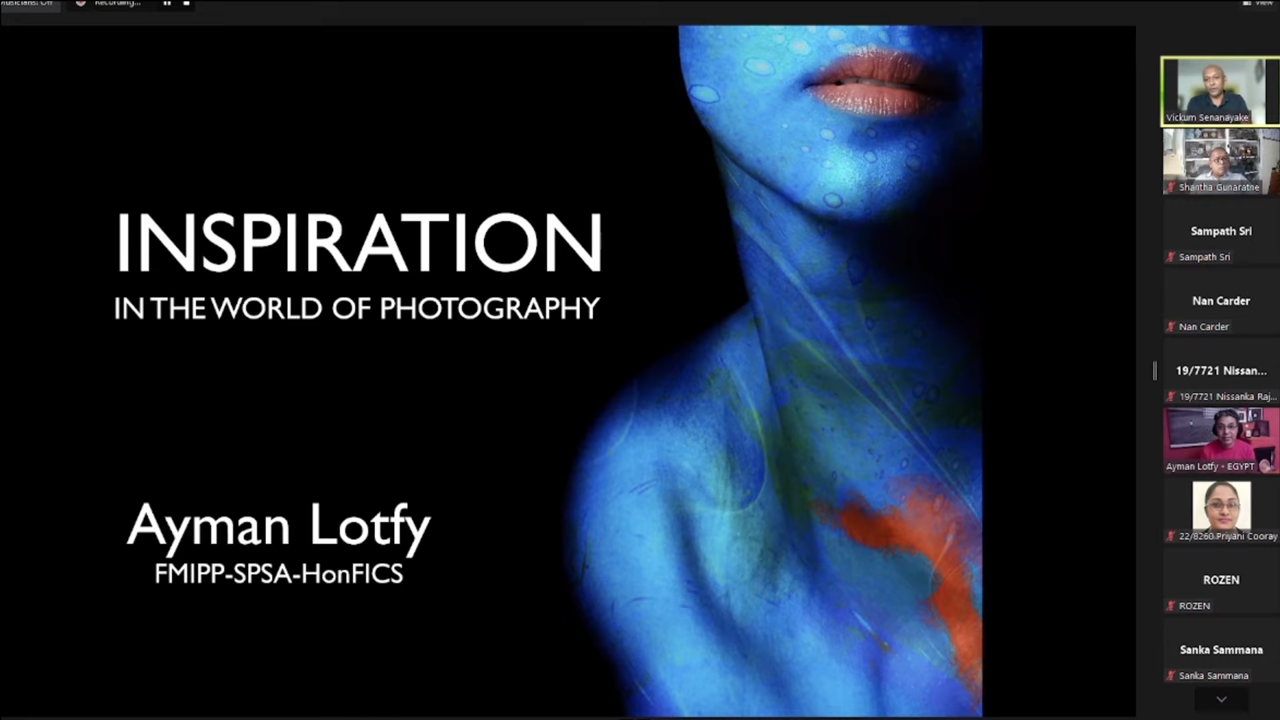 Recording...
View
INSPIRATION
IN THE WORLD OF PHOTOGRAPHY
Ayman Lotfy
FMIPP-SPSA-HonFICS
Vickum Senanayake
Shantha Gunaratne
Sampath Sri
Sampath Sri
Nan Carder
Nan Carder
19/7721 Nissan...
19/7721 Nissanka Raj...
Ayman Lotfy - EGYPT
22/8260 Priyani Cooray
ROZEN
ROZEN
Sanka Sammana
Sanka Sammana